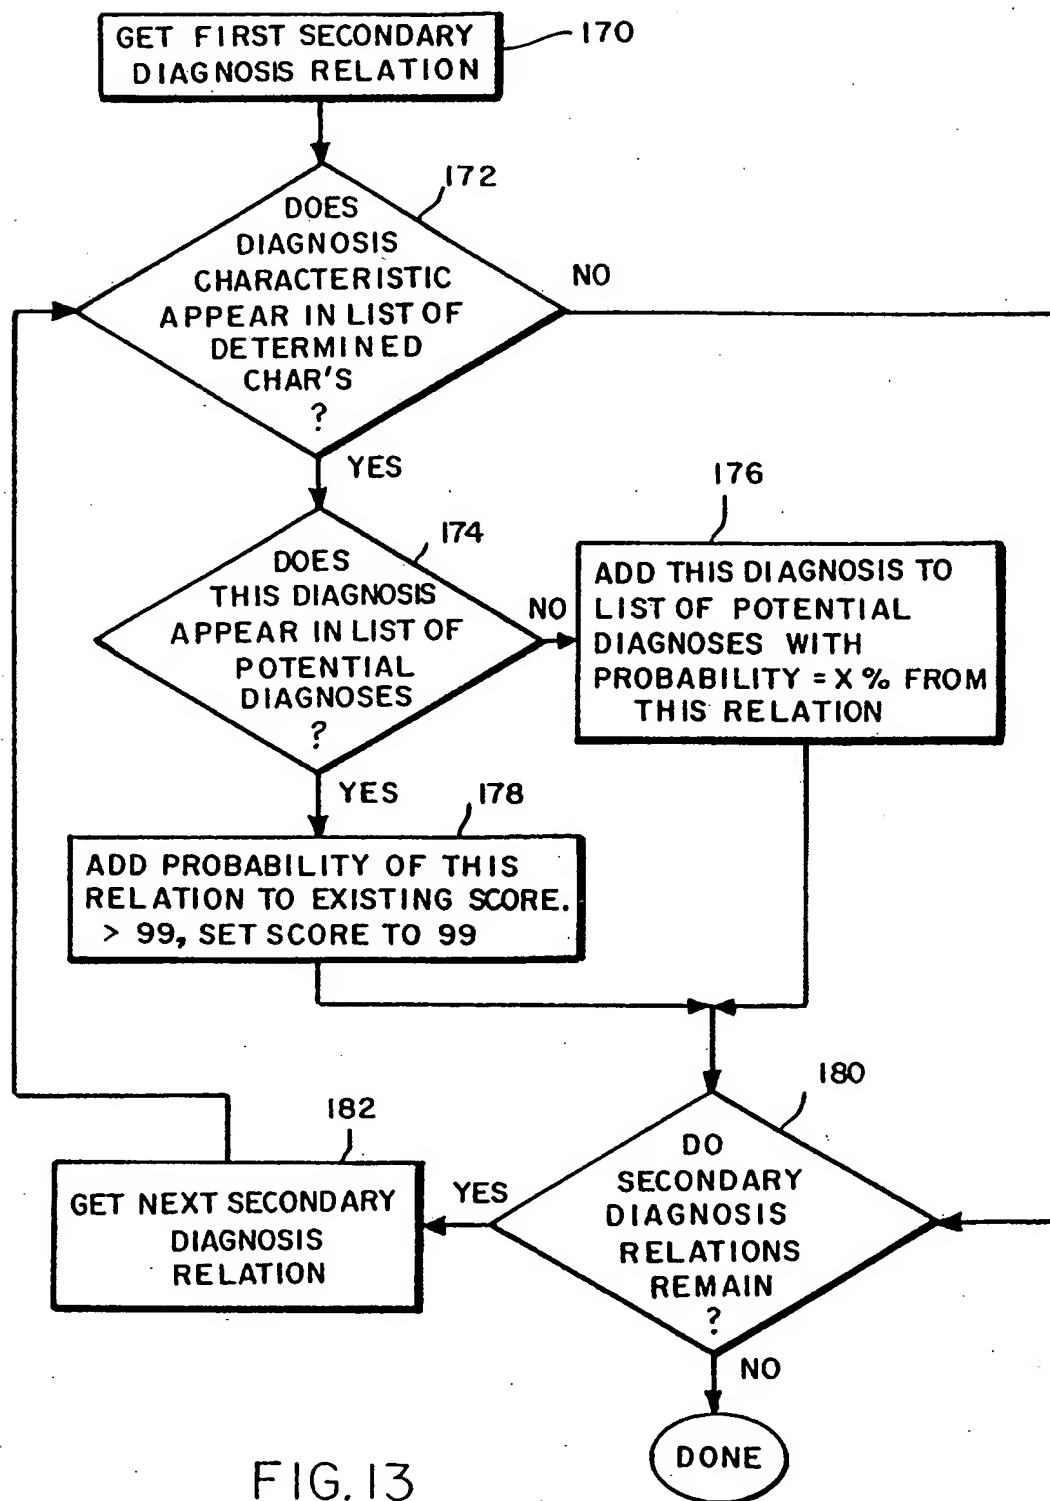 GET FIRST SECONDARY
DIAGNOSIS RELATION
170
172
DOES
DIAGNOSIS
CHARACTERISTIC
APPEAR IN LIST OF
DETERMINED
CHAR'S
?
NO
YES
174
DOES
THIS DIAGNOSIS
APPEAR IN LIST OF
POTENTIAL
DIAGNOSES
?
NO
YES
176
ADD THIS DIAGNOSIS TO
LIST OF POTENTIAL
DIAGNOSES WITH
PROBABILITY = X % FROM
THIS RELATION
178
ADD PROBABILITY OF THIS
RELATION TO EXISTING SCORE.
> 99, SET SCORE TO 99
180
DO
SECONDARY
DIAGNOSIS
RELATIONS
REMAIN
?
YES
NO
182
GET NEXT SECONDARY
DIAGNOSIS
RELATION
DONE
FIG. 13